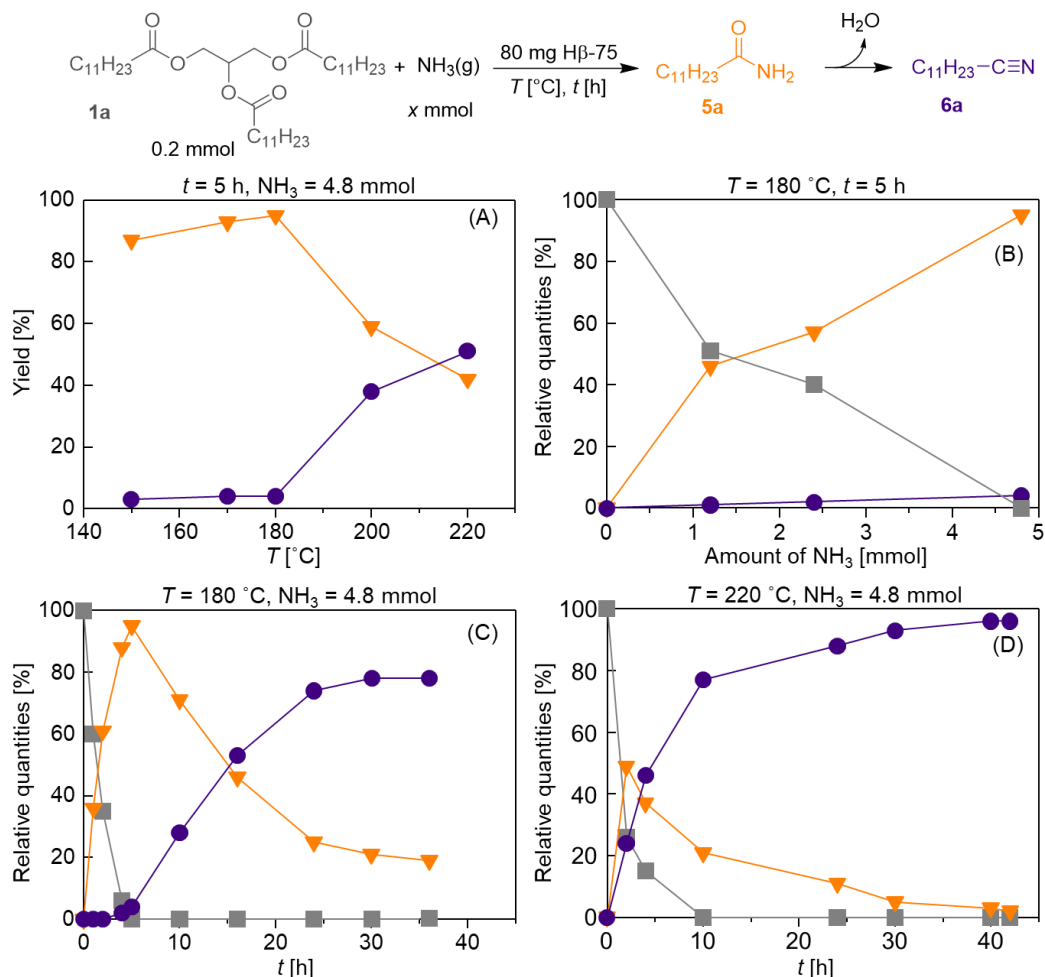 H2O
O
O
O
80 mg Hβ-75
C11H23
O
O
C11H23
+ NH3(g)
C11H23
NH2
C11H23
C≡N
O
O
T [°C], t [h]
1a
x mmol
5a
6a
C11H23
0.2 mmol
t = 5 h, NH3 = 4.8 mmol
100
80
60
40
20
0
Yield [%]
(A)
140
160
180
200
220
T [˚C]
T = 180 ˚C, t = 5 h
100
80
60
40
20
0
Relative quantities [%]
(B)
0
1
2
3
4
5
Amount of NH3 [mmol]
T = 180 ˚C, NH3 = 4.8 mmol
100
80
60
40
20
0
Relative quantities [%]
(C)
0
10
20
30
40
t [h]
T = 220 ˚C, NH3 = 4.8 mmol
100
80
60
40
20
0
Relative quantities [%]
(D)
0
10
20
30
40
t [h]